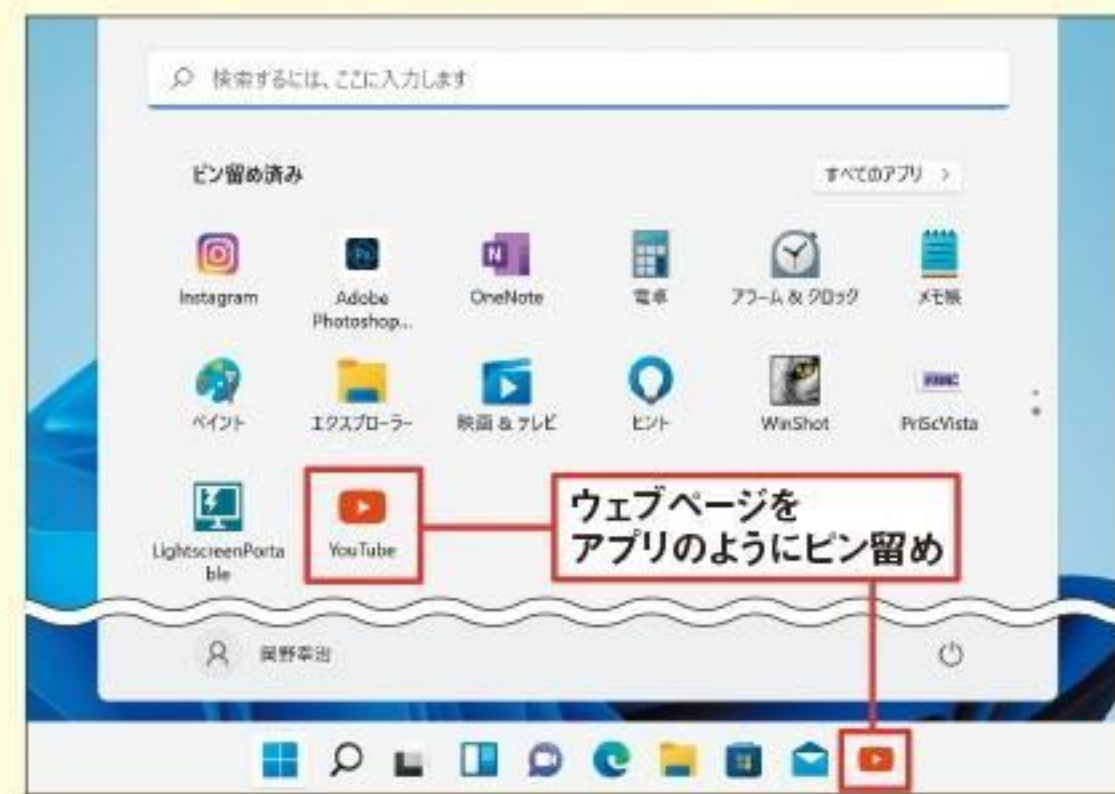 検索するには、ここに入力します
ピン留め済み
すべてのアプリ >
Instagram
Adobe
Photoshop...
OneNote
電卓
アラーム & クロック
メモ帳
ペイント
エクスプローラー
映画 & テレビ
ヒント
WinShot
PriScVista
LightscreenPorta
ble
YouTube
ウェブページを
アプリのようにピン留め
岡野幸治